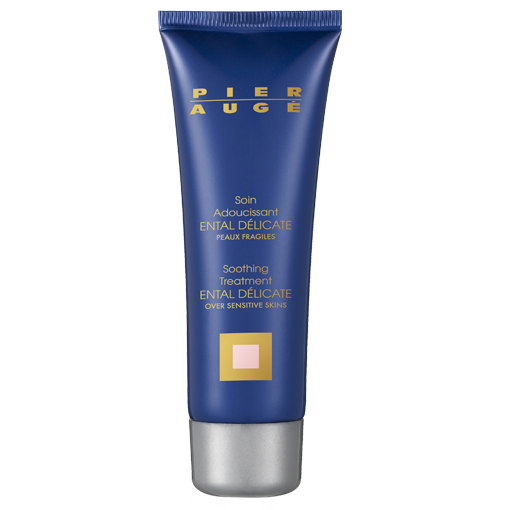 PIER
AUGÉ
Soin
Adoucissant
ENTAL DÉLICATE
PEAUX FRAGILES
Soothing
Treatment
ENTAL DÉLICATE
OVER SENSITIVE SKINS